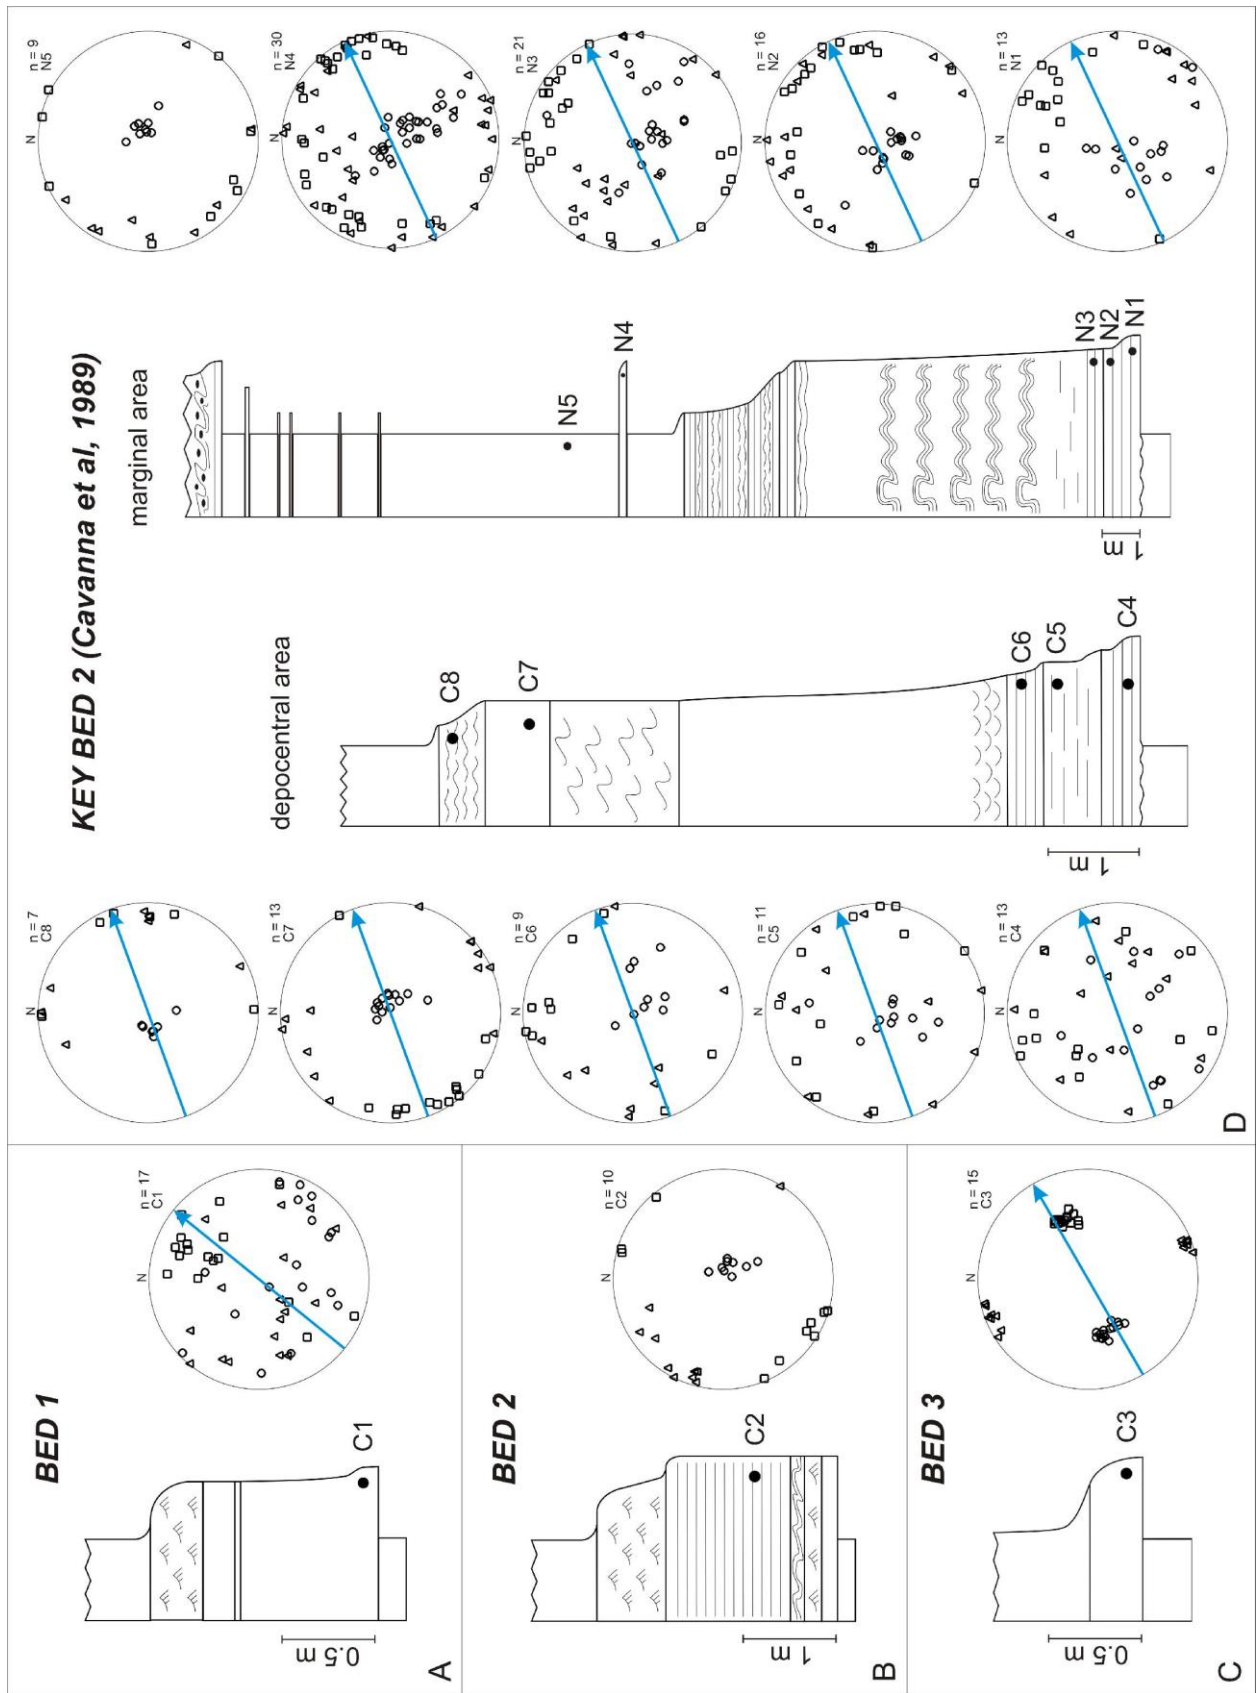 A
BED 1
0.5 m
C1
N
n = 17
C1
B
BED 2
1 m
C2
N
n = 10
C2
C
BED 3
0.5 m
C3
N
n = 15
C3
D
KEY BED 2 (Cavanna et al, 1989)
depocentral area
marginal area
N
n = 7
C8
N
n = 13
C7
N
n = 9
C6
N
n = 11
C5
N
n = 13
C4
1 m
C8
C7
C6
C5
C4
1 m
N5
N4
N3
N2
N1
N
n = 9
N5
N
n = 30
N4
N
n = 21
N3
N
n = 16
N2
N
n = 13
N1